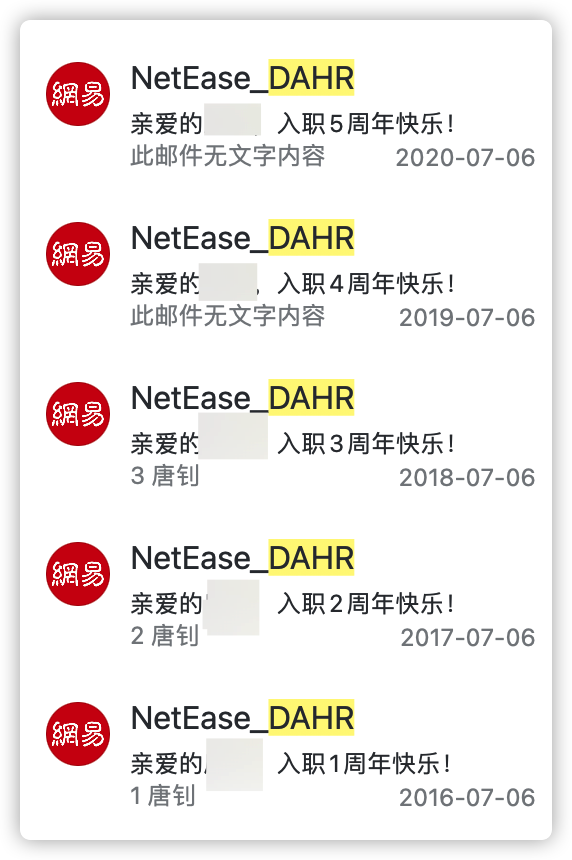 網易
NetEase_DAHR
亲爱的 入职5周年快乐!
此邮件无文字内容 2020-07-06
網易
NetEase_DAHR
亲爱的 ,入职4周年快乐!
此邮件无文字内容 2019-07-06
網易
NetEase_DAHR
亲爱的 入职3周年快乐!
3 唐钊 2018-07-06
網易
NetEase_DAHR
亲爱的 入职2周年快乐!
2 唐钊 2017-07-06
網易
NetEase_DAHR
亲爱的 入职1周年快乐!
1 唐钊 2016-07-06